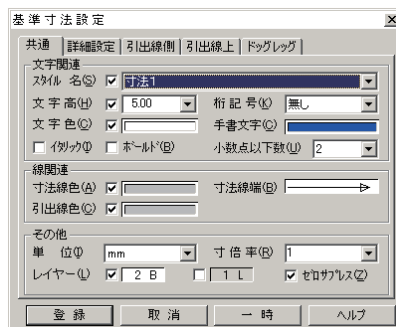 基準寸法設定
共通 詳細設定 引出線側 引出線上 ドッグレッグ
文字関連
スタイル 名(S) 寸法1
文字高(H) 5.00 桁記号(K) 無し
文字色(C) 手書文字(C)
イタリック(I) ボールド(B) 小数点以下数(U) 2
線関連
寸法線色(A) 寸法線端(B)
引出線色(C)
その他
単位(I) mm 寸倍率(R) 1
レイヤー(L) 2 B 1 L ゼロサプレス(Z)
登録 取消 一時 ヘルプ